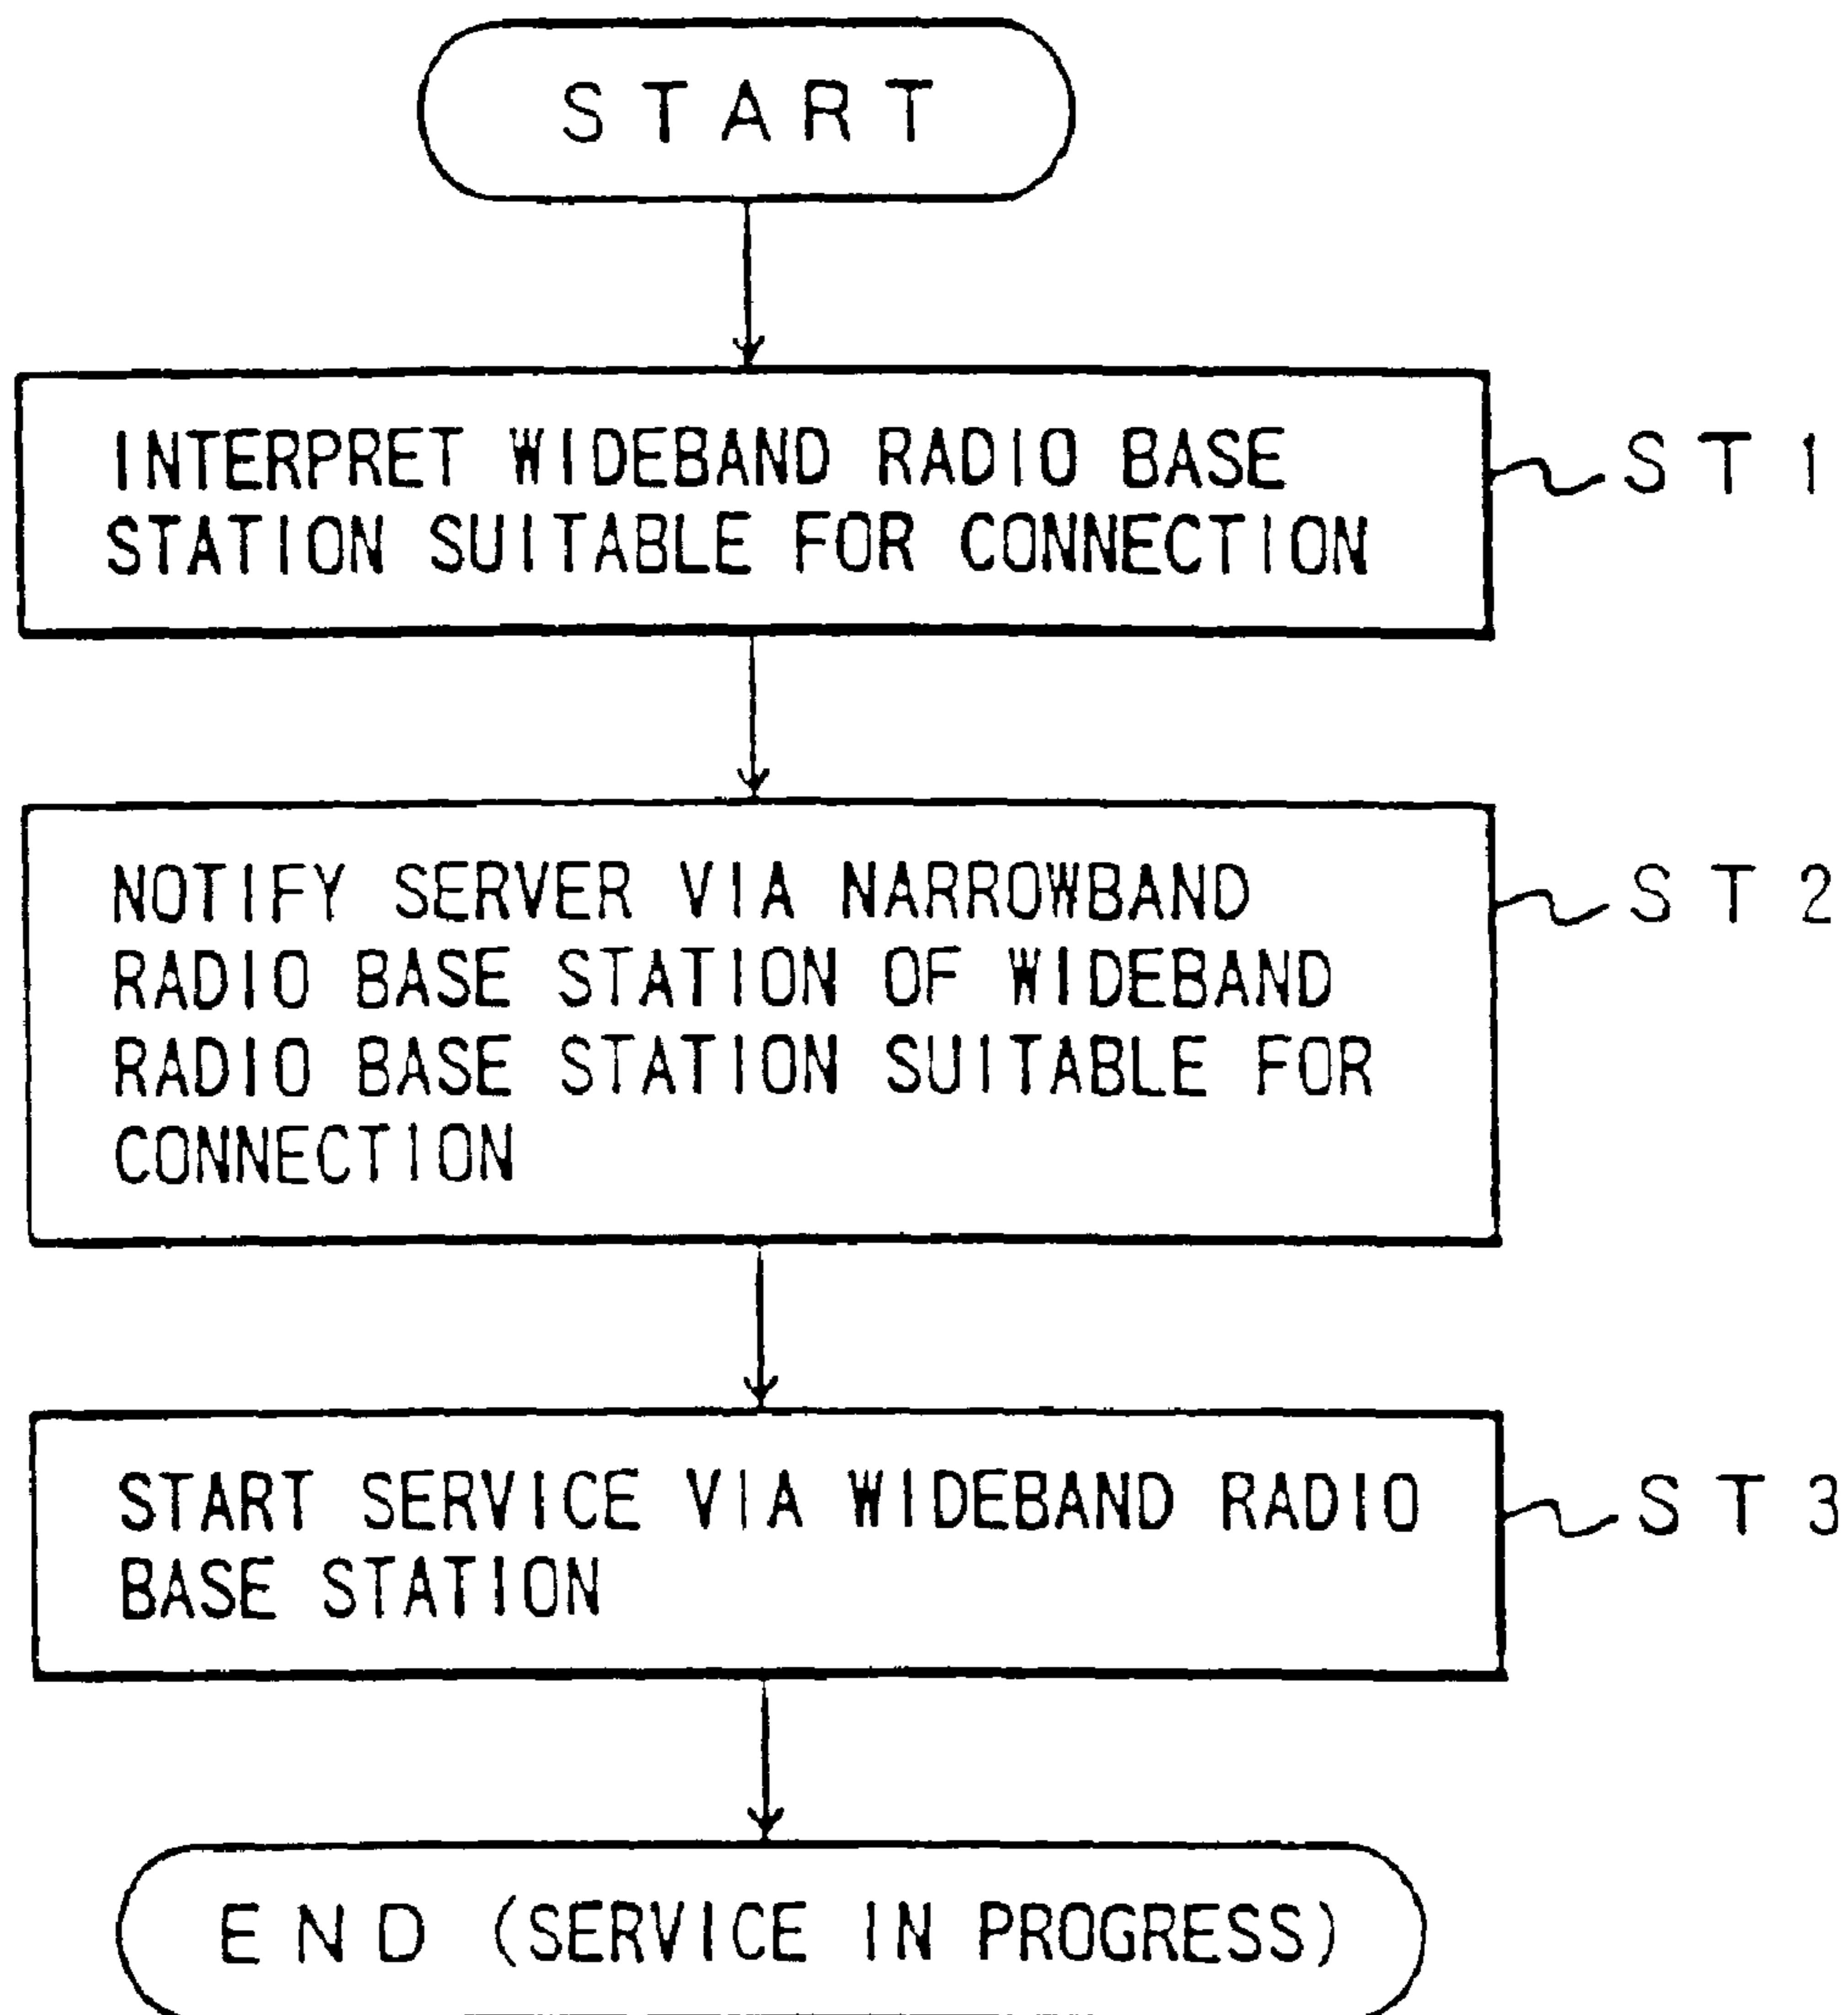 START
INTERPRET WIDEBAND RADIO BASE
STATION SUITABLE FOR CONNECTION
ST1
NOTIFY SERVER VIA NARROWBAND
RADIO BASE STATION OF WIDEBAND
RADIO BASE STATION SUITABLE FOR
CONNECTION
ST2
START SERVICE VIA WIDEBAND RADIO
BASE STATION
ST3
END (SERVICE IN PROGRESS)